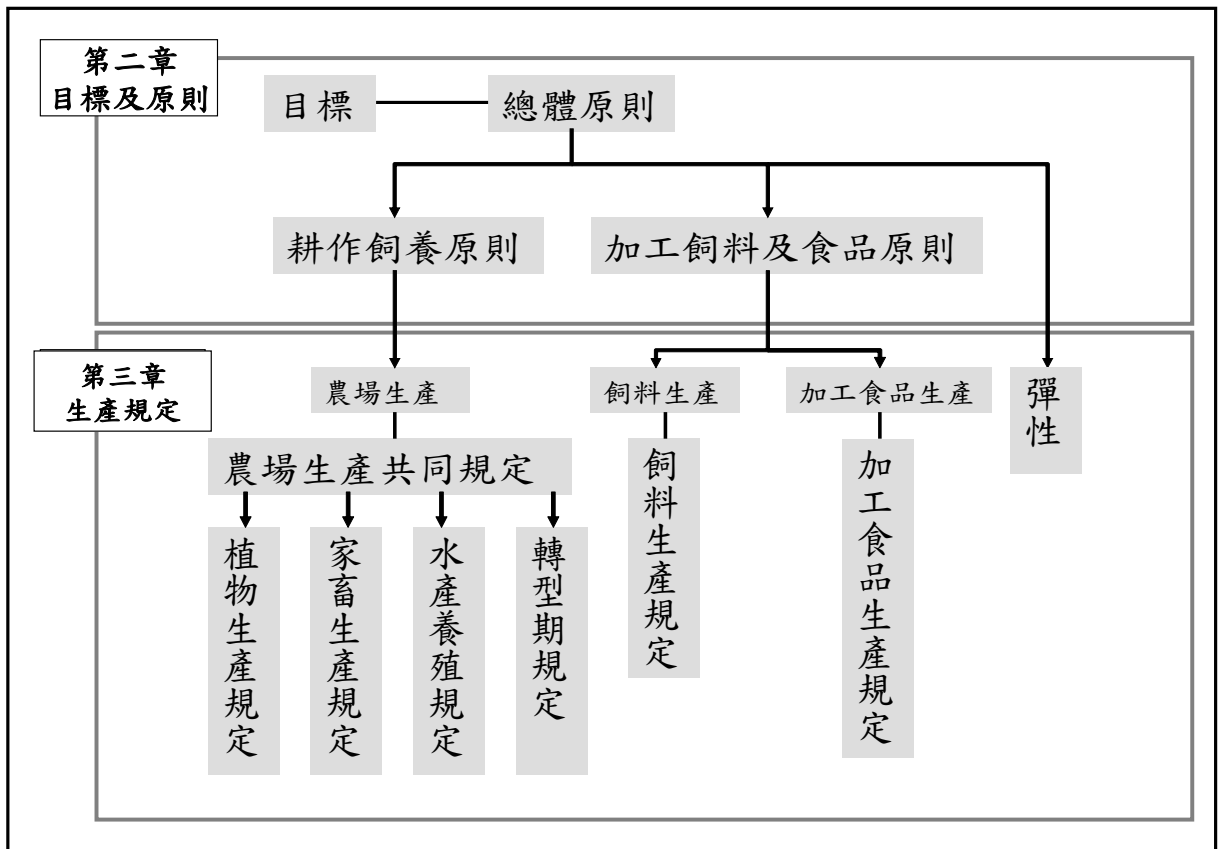 第二章
目標及原則
目標
總體原則
耕作飼養原則
加工飼料及食品原則
第三章
生產規定
農場生產
飼料生產
加工食品生產
彈性
農場生產共同規定
植物生產規定
家畜生產規定
水產養殖規定
轉型期規定
飼料生產規定
加工食品生產規定